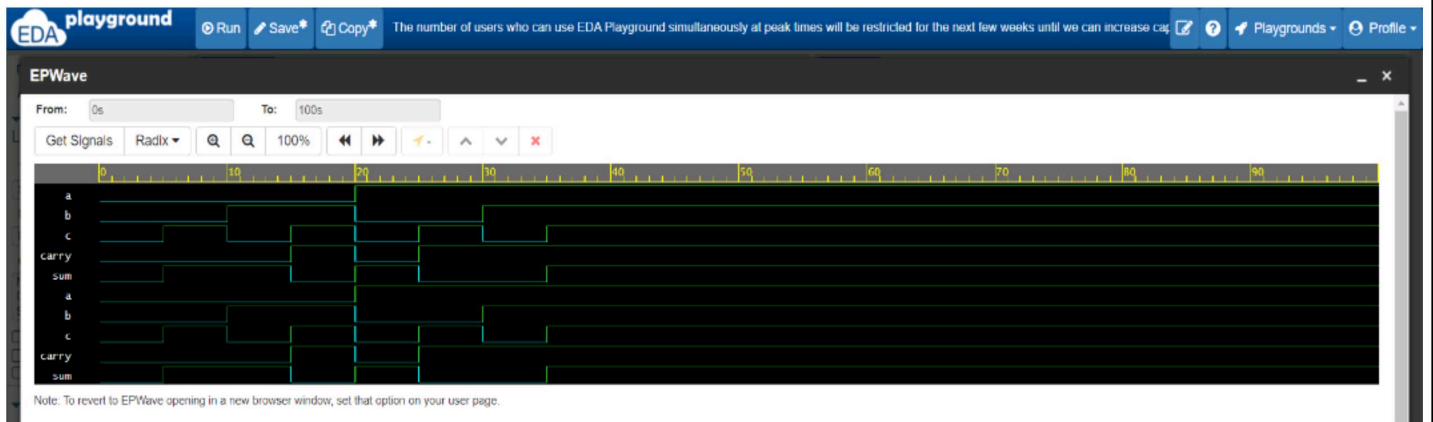 EDA playground
Run Save* Copy* The number of users who can use EDA Playground simultaneously at peak times will be restricted for the next few weeks until we can increase cap Playgrounds Profile
EPWave
From: 0s To: 100s
Get Signals Radix 100%
0 10 20 30 40 50 60 70 80 90
a
b
c
carry
sum
a
b
c
carry
sum
Note: To revert to EPWave opening in a new browser window, set that option on your user page.